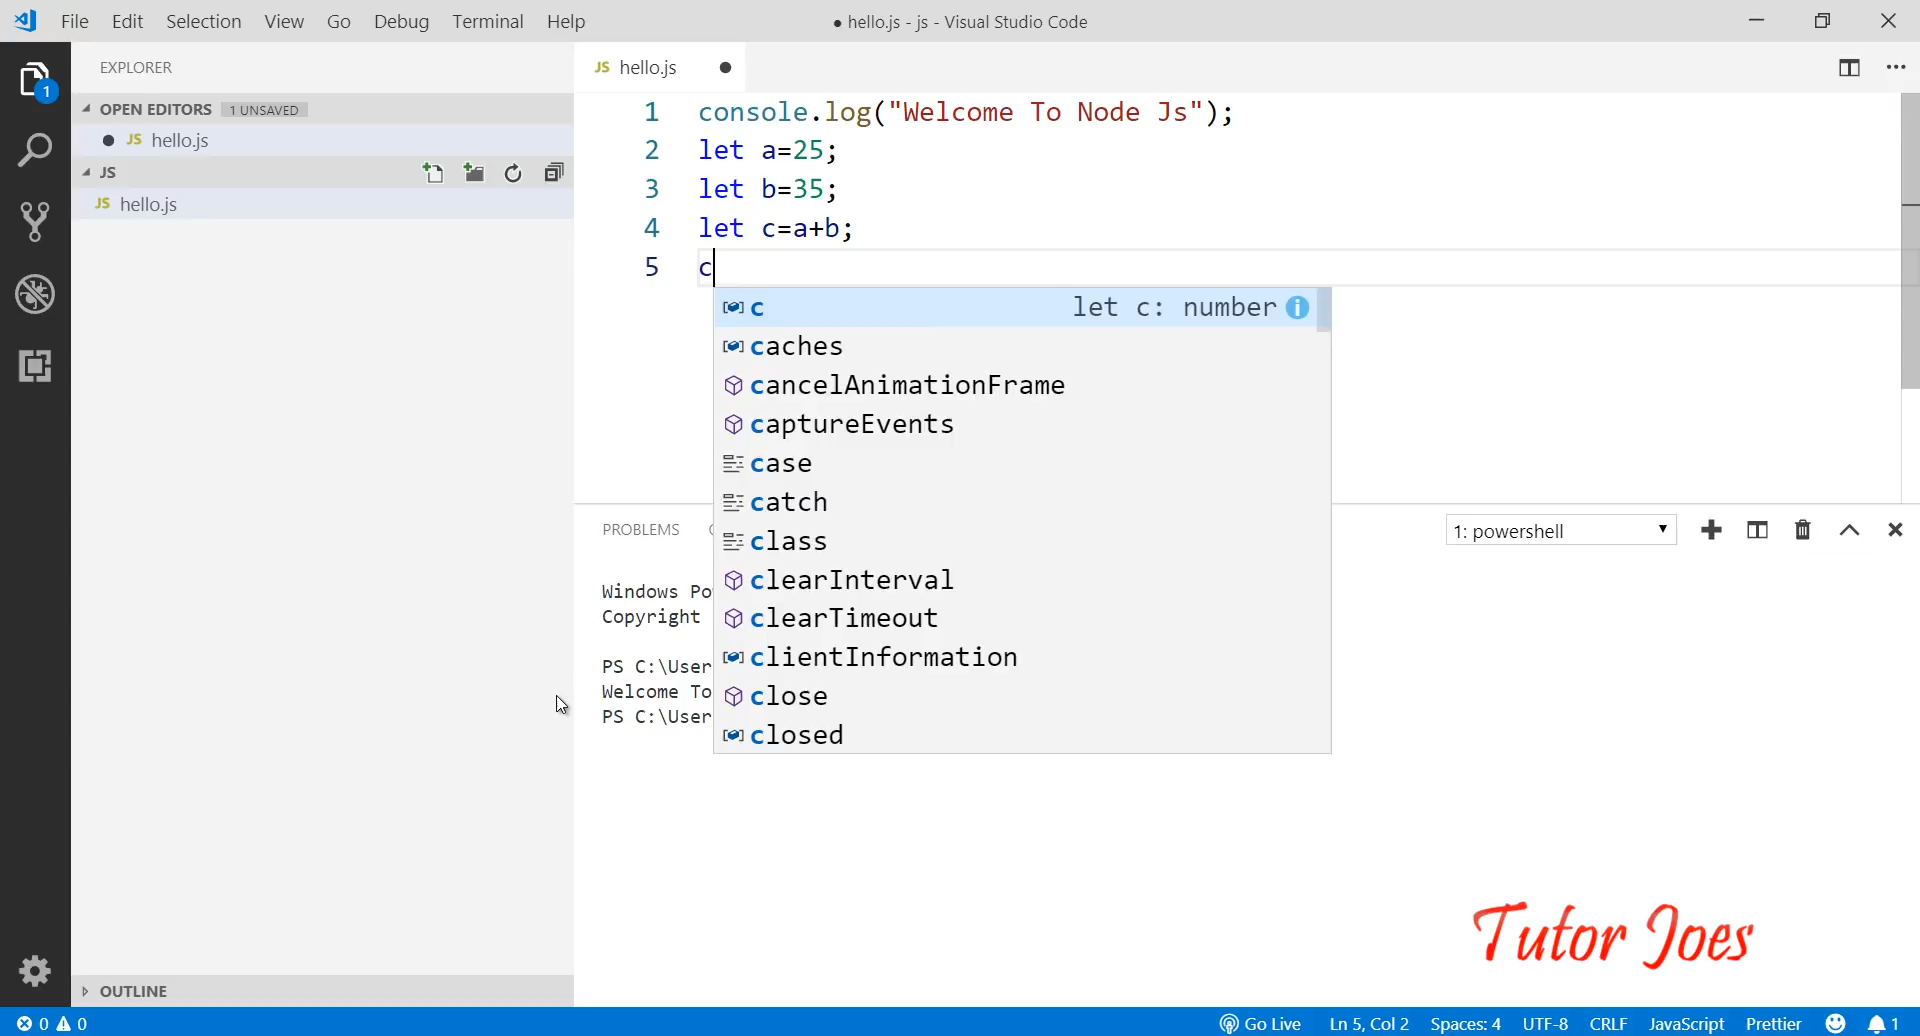 File Edit Selection View Go Debug Terminal Help
● hello.js - js - Visual Studio Code
EXPLORER
OPEN EDITORS 1 UNSAVED
JS hello.js
JS
JS hello.js
OUTLINE
1
JS hello.js
1 console.log("Welcome To Node Js");
2 let a=25;
3 let b=35;
4 let c=a+b;
5 c
c let c: number
caches
cancelAnimationFrame
captureEvents
case
catch
class
clearInterval
clearTimeout
clientInformation
close
closed
PROBLEMS
1: powershell
Windows Po
Copyright
PS C:\User
Welcome To
PS C:\User
Tutor Joes
0 0
Go Live Ln 5, Col 2 Spaces: 4 UTF-8 CRLF JavaScript Prettier 1